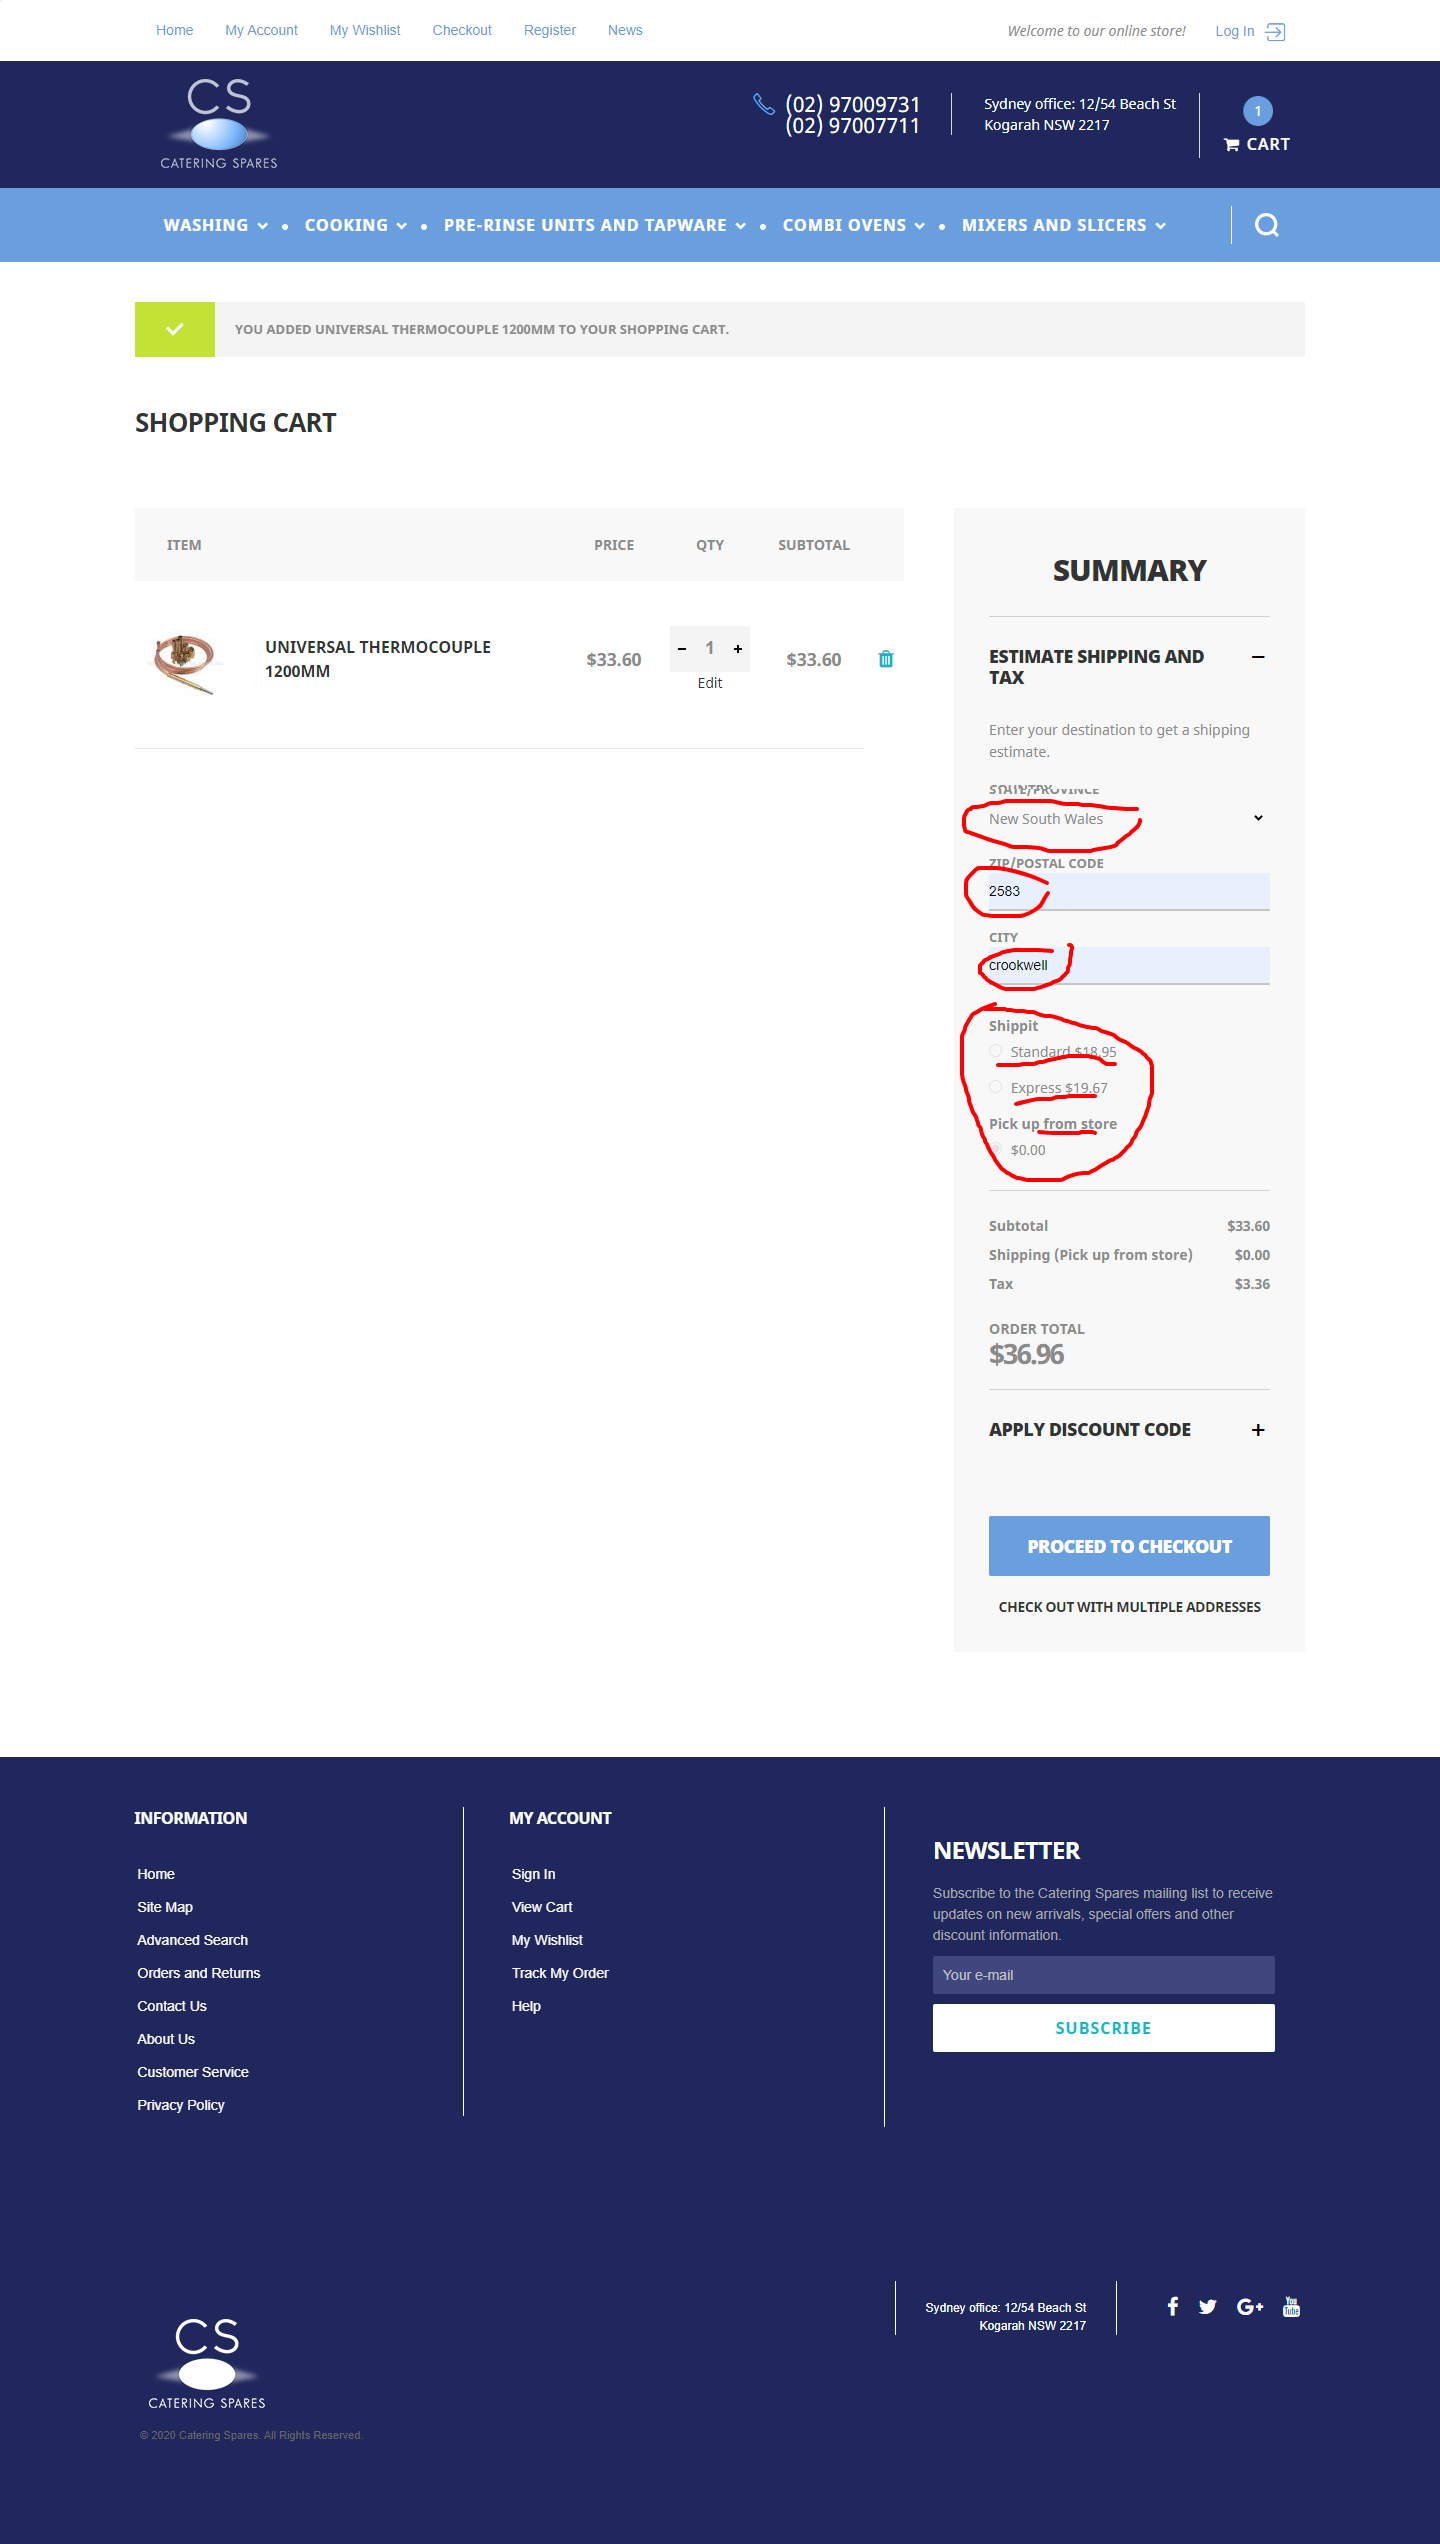 Home My Account My Wishlist Checkout Register News
Welcome to our online store! Log In
CS
CATERING SPARES
(02) 97009731
(02) 97007711
Sydney office: 12/54 Beach St
Kogarah NSW 2217
1
CART
WASHING COOKING PRE-RINSE UNITS AND TAPWARE COMBI OVENS MIXERS AND SLICERS
YOU ADDED UNIVERSAL THERMOCOUPLE 1200MM TO YOUR SHOPPING CART.
SHOPPING CART
ITEM PRICE QTY SUBTOTAL
UNIVERSAL THERMOCOUPLE
1200MM
$33.60 - 1 + $33.60
Edit
SUMMARY
ESTIMATE SHIPPING AND
TAX
Enter your destination to get a shipping
estimate.
COUNTRY
STATE/PROVINCE
New South Wales
ZIP/POSTAL CODE
2583
CITY
crookwell
Shippit
Standard $18.95
Express $19.67
Pick up from store
$0.00
Subtotal $33.60
Shipping (Pick up from store) $0.00
Tax $3.36
ORDER TOTAL
$36.96
APPLY DISCOUNT CODE +
PROCEED TO CHECKOUT
CHECK OUT WITH MULTIPLE ADDRESSES
INFORMATION
Home
Site Map
Advanced Search
Orders and Returns
Contact Us
About Us
Customer Service
Privacy Policy
MY ACCOUNT
Sign In
View Cart
My Wishlist
Track My Order
Help
NEWSLETTER
Subscribe to the Catering Spares mailing list to receive
updates on new arrivals, special offers and other
discount information.
Your e-mail
SUBSCRIBE
Sydney office: 12/54 Beach St
Kogarah NSW 2217
G+
You
Tube
CS
CATERING SPARES
© 2020 Catering Spares. All Rights Reserved.